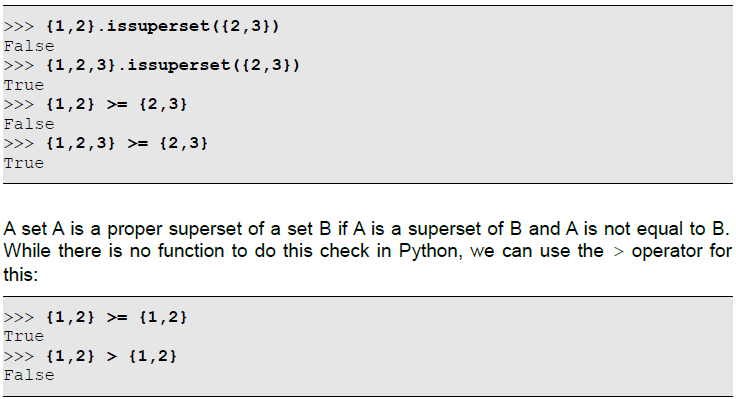 >>> {1,2}.issuperset({2,3})
False
>>> {1,2,3}.issuperset({2,3})
True
>>> {1,2} >= {2,3}
False
>>> {1,2,3} >= {2,3}
True
A set A is a proper superset of a set B if A is a superset of B and A is not equal to B.
While there is no function to do this check in Python, we can use the > operator for
this:
>>> {1,2} >= {1,2}
True
>>> {1,2} > {1,2}
False